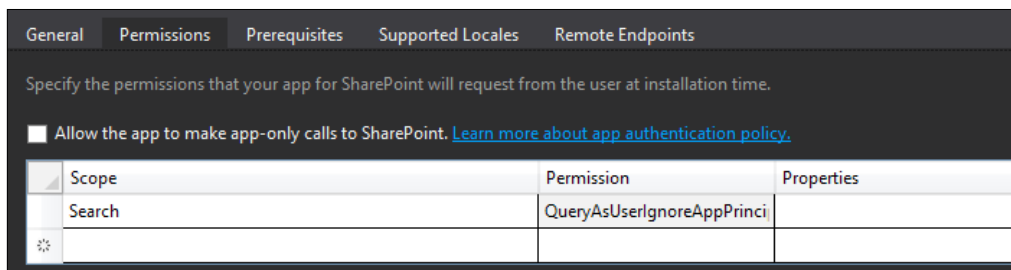 General Permissions Prerequisites Supported Locales Remote Endpoints
Specify the permissions that your app for SharePoint will request from the user at installation time.
Allow the app to make app-only calls to SharePoint. Learn more about app authentication policy.
Scope Permission Properties
Search QueryAsUserIgnoreAppPrinci